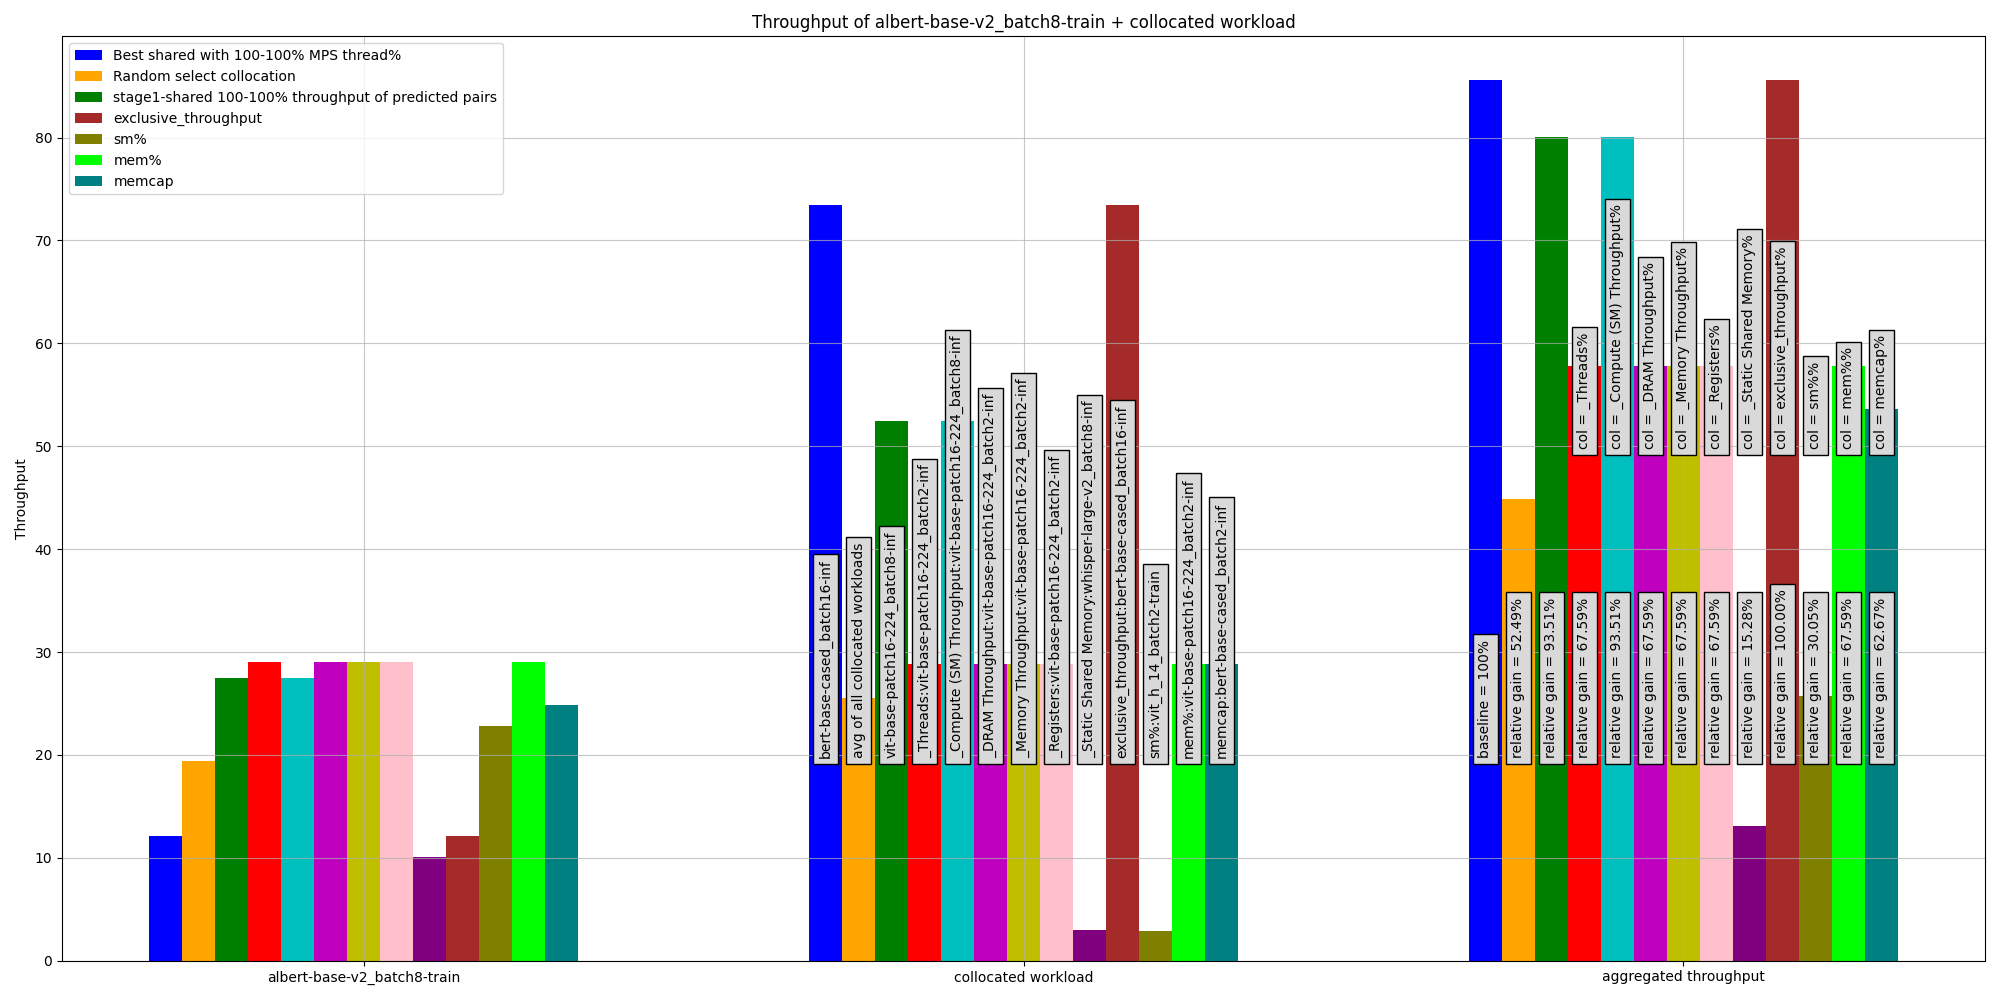 Throughput of albert-base-v2_batch8-train + collocated workload
Best shared with 100-100% MPS thread%
Random select collocation
stage1-shared 100-100% throughput of predicted pairs
exclusive_throughput
sm%
mem%
memcap
Throughput
80
70
60
50
40
30
20
10
0
bert-base-cased_batch16-inf
avg of all collocated workloads
vit-base-patch16-224_batch8-inf
_Threads:vit-base-patch16-224_batch2-inf
_Compute (SM) Throughput:vit-base-patch16-224_batch8-inf
_DRAM Throughput:vit-base-patch16-224_batch2-inf
_Memory Throughput:vit-base-patch16-224_batch2-inf
_Registers:vit-base-patch16-224_batch2-inf
_Static Shared Memory:whisper-large-v2_batch8-inf
exclusive_throughput:bert-base-cased_batch16-inf
sm%:vit_h_14_batch2-train
mem%:vit-base-patch16-224_batch2-inf
memcap:bert-base-cased_batch2-inf
col = _Threads%
col = _Compute (SM) Throughput%
col = _DRAM Throughput%
col = _Memory Throughput%
col = _Registers%
col = _Static Shared Memory%
col = exclusive_throughput%
col = sm%%
col = mem%%
col = memcap%
baseline = 100%
relative gain = 52.49%
relative gain = 93.51%
relative gain = 67.59%
relative gain = 93.51%
relative gain = 67.59%
relative gain = 67.59%
relative gain = 67.59%
relative gain = 15.28%
relative gain = 100.00%
relative gain = 30.05%
relative gain = 67.59%
relative gain = 62.67%
albert-base-v2_batch8-train
collocated workload
aggregated throughput